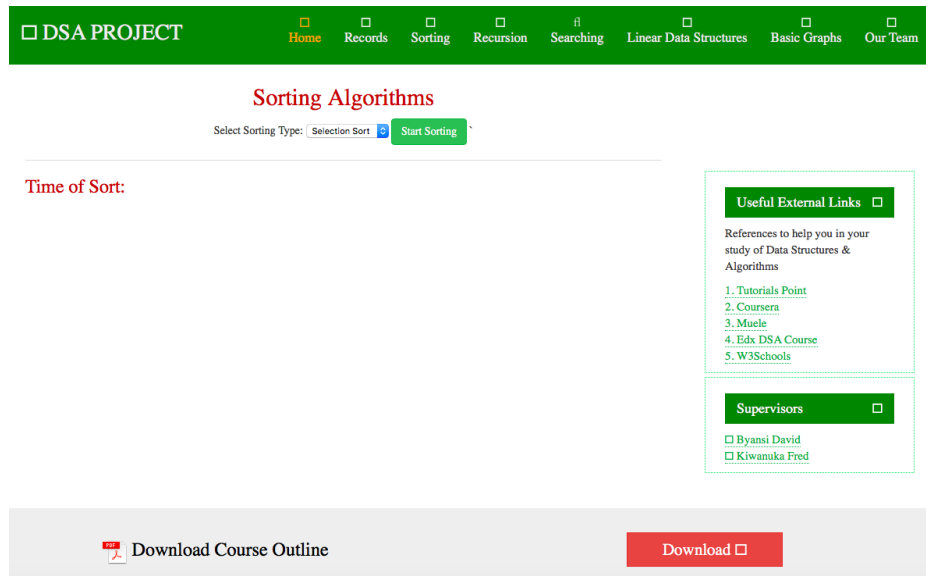 DSA PROJECT
Home Records Sorting Recursion Searching Linear Data Structures Basic Graphs Our Team
Sorting Algorithms
Select Sorting Type: Selection Sort Start Sorting `
Time of Sort:
Useful External Links
References to help you in your
study of Data Structures &
Algorithms
1. Tutorials Point
2. Coursera
3. Muele
4. Edx DSA Course
5. W3Schools
Supervisors
Byansi David
Kiwanuka Fred
PDF
Download Course Outline
Download